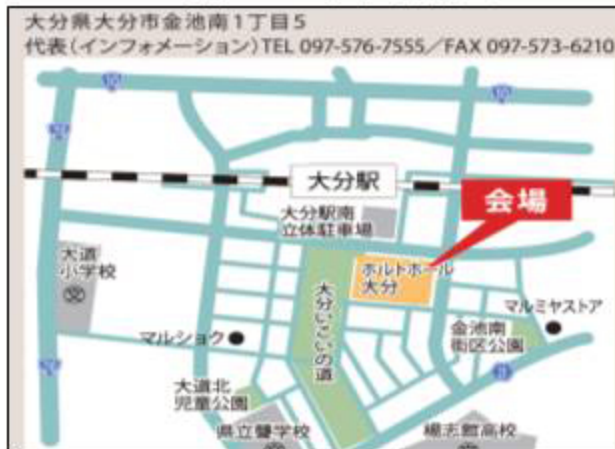 大分県大分市金池南1丁目5
代表(インフォメーション)TEL 097-576-7555/FAX 097-573-6210
10
10
大分駅
会場
大分駅南
立体駐車場
大道
小学校
ホルトホール
大分
大分いこいの道
マルミヤストア
金池南
街区公園
マルショク
大道北
児童公園
県立聾学校
楊志館高校